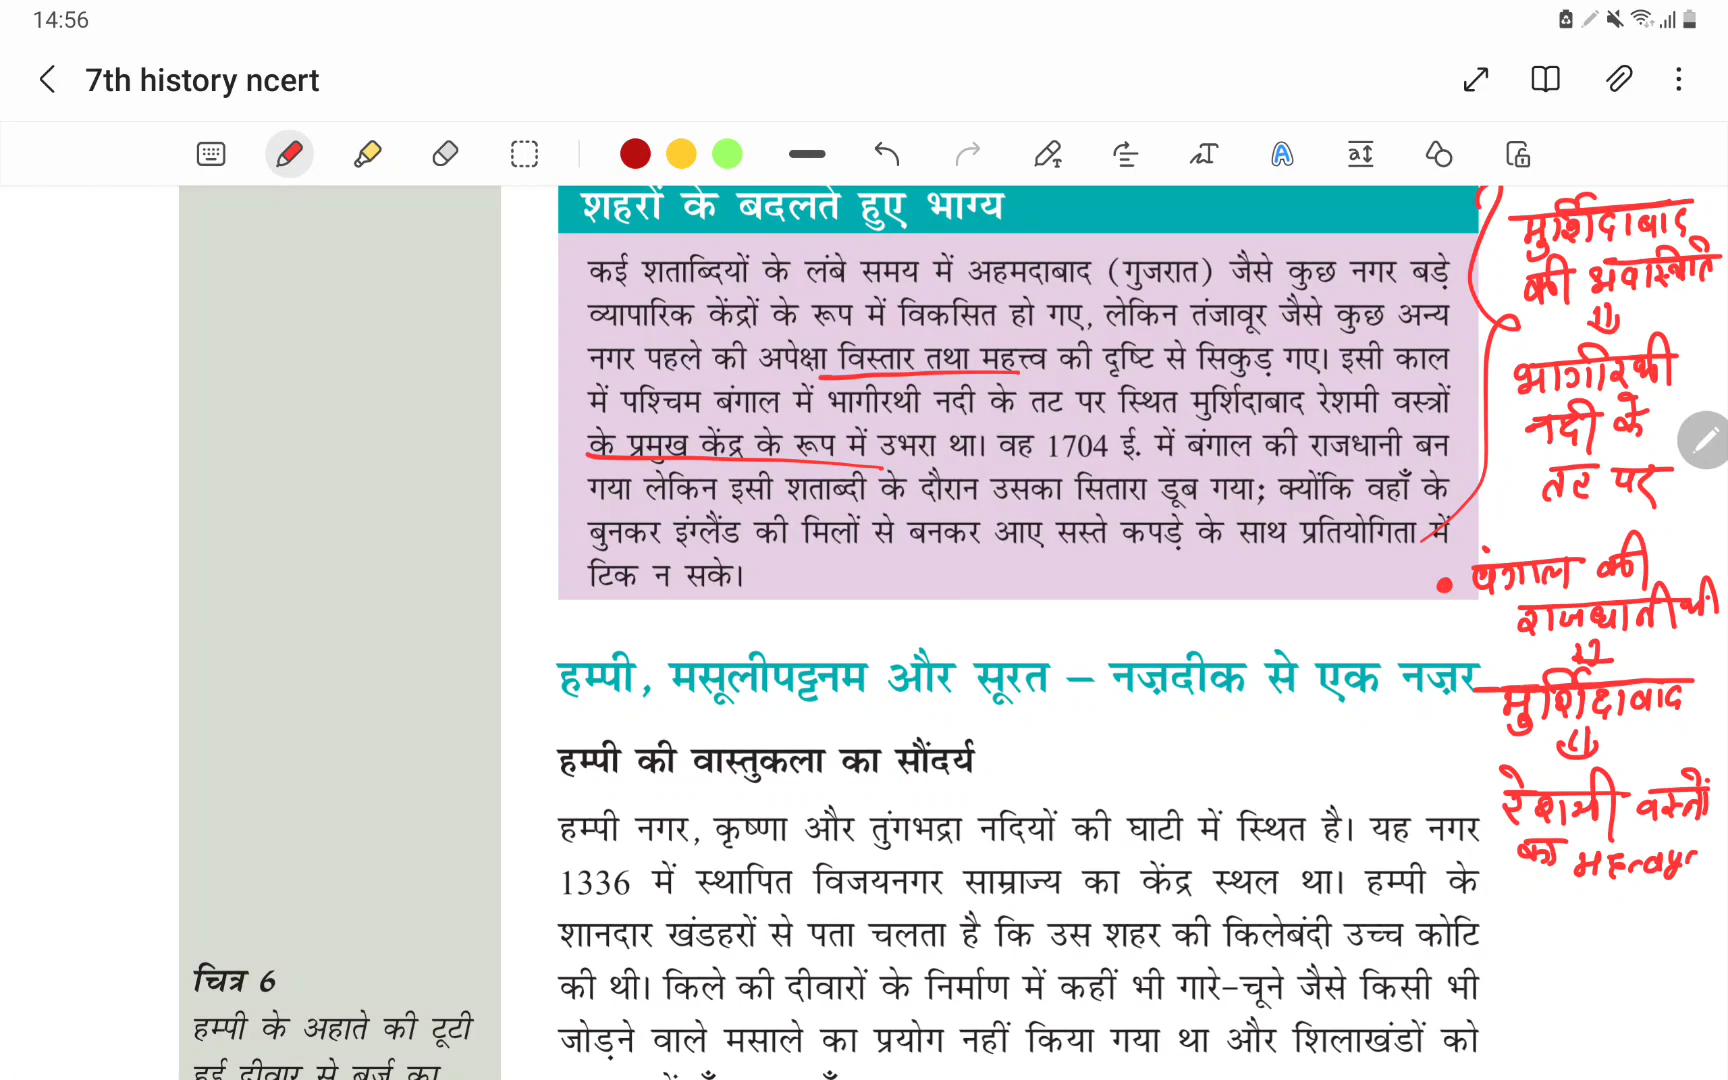 14:56
7th history ncert
शहरों के बदलते हुए भाग्य
कई शताब्दियों के लंबे समय में अहमदाबाद (गुजरात) जैसे कुछ नगर बड़े
व्यापारिक केंद्रों के रूप में विकसित हो गए, लेकिन तंजावूर जैसे कुछ अन्य
नगर पहले की अपेक्षा विस्तार तथा महत्त्व की दृष्टि से सिकुड़ गए। इसी काल
में पश्चिम बंगाल में भागीरथी नदी के तट पर स्थित मुर्शिदाबाद रेशमी वस्त्रों
के प्रमुख केंद्र के रूप में उभरा था। वह 1704 ई. में बंगाल की राजधानी बन
गया लेकिन इसी शताब्दी के दौरान उसका सितारा डूब गया; क्योंकि वहाँ के
बुनकर इंग्लैंड की मिलों से बनकर आए सस्ते कपड़े के साथ प्रतियोगिता में
टिक न सके।
हम्पी, मसूलीपट्टनम और सूरत – नज़दीक से एक नज़र
हम्पी की वास्तुकला का सौंदर्य
हम्पी नगर, कृष्णा और तुंगभद्रा नदियों की घाटी में स्थित है। यह नगर
1336 में स्थापित विजयनगर साम्राज्य का केंद्र स्थल था। हम्पी के
शानदार खंडहरों से पता चलता है कि उस शहर की किलेबंदी उच्च कोटि
की थी। किले की दीवारों के निर्माण में कहीं भी गारे-चूने जैसे किसी भी
जोड़ने वाले मसाले का प्रयोग नहीं किया गया था और शिलाखंडों को
चित्र 6
हम्पी के अहाते की टूटी
हुई दीवार से बुर्ज का
मुर्शिदाबाद
की अवस्थिति
भागीरथी
नदी के
तट पर
बंगाल की
राजधानी थी
मुर्शिदाबाद
रेशमी वस्त्रों
का